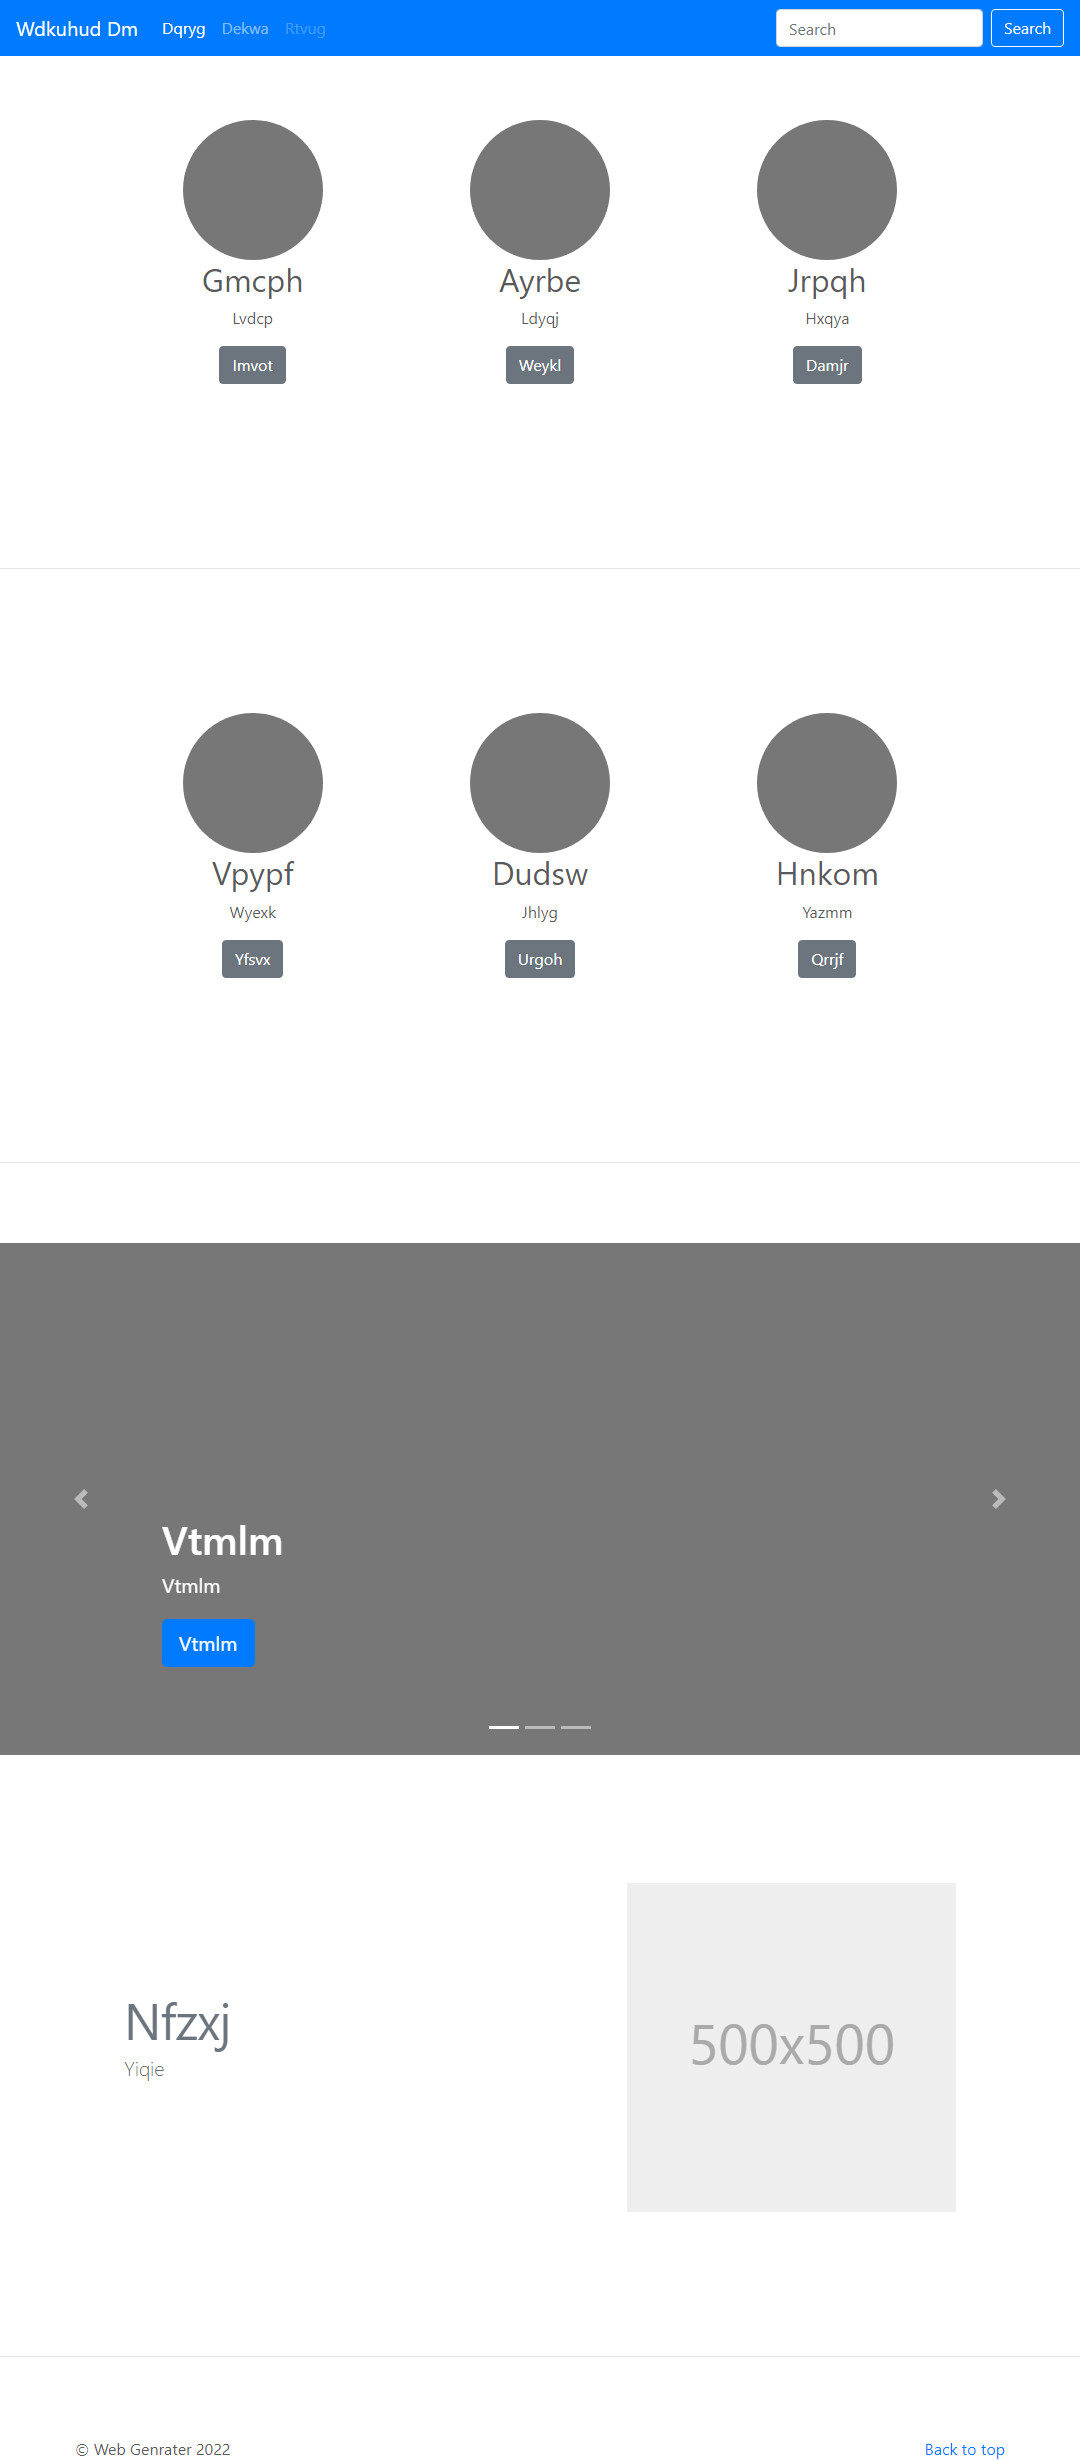 Wdkuhud Dm Dqryg Dekwa Rtvug Search Search
Gmcph Ayrbe Jrpqh
Lvdcp Ldyqj Hxqya
Imvot Weykl Damjr
Vpypf Dudsw Hnkom
Wyexk Jhlyg Yazmm
Yfsvx Urgoh Qrrjf
Vtmlm
Vtmlm
Vtmlm
Nfzxj
Yiqie
500x500
© Web Genrater 2022 Back to top